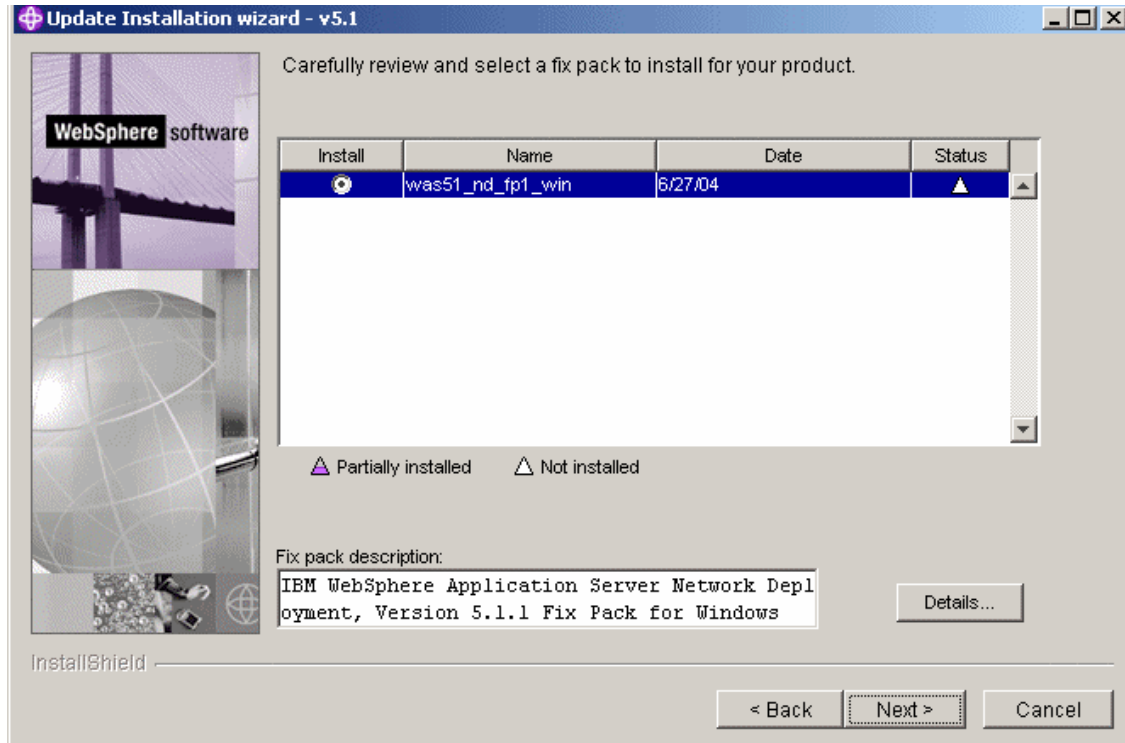 Update Installation wizard - v5.1
Carefully review and select a fix pack to install for your product.
WebSphere software
Install Name Date Status
was51_nd_fp1_win 6/27/04
Partially installed Not installed
Fix pack description:
IBM WebSphere Application Server Network Depl
oyment, Version 5.1.1 Fix Pack for Windows
Details...
InstallShield
< Back Next > Cancel